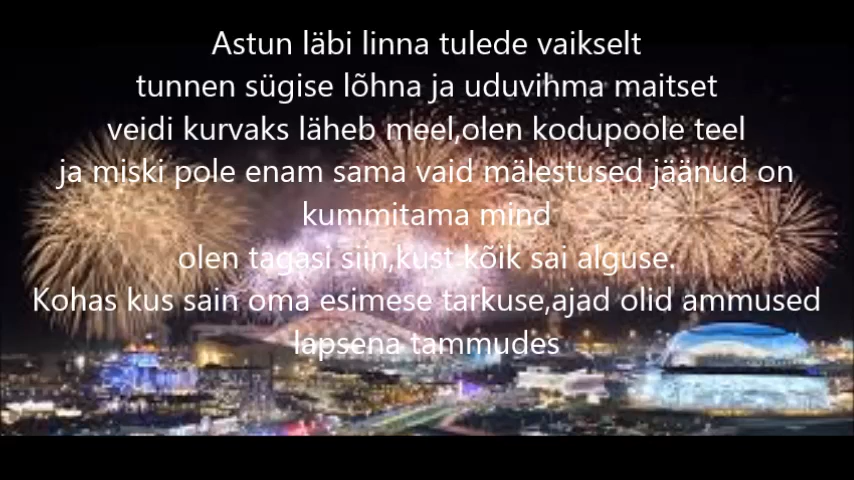 Astun läbi linna tulede vaikselt
tunnen sügise lõhna ja uduvihma maitset
veidi kurvaks läheb meel,olen kodupoole teel
ja miski pole enam sama vaid mälestused jäänud on
kummitama mind
olen tagasi siin,kust kõik sai alguse.
Kohas kus sain oma esimese tarkuse,ajad olid ammused
lapsena tammudes